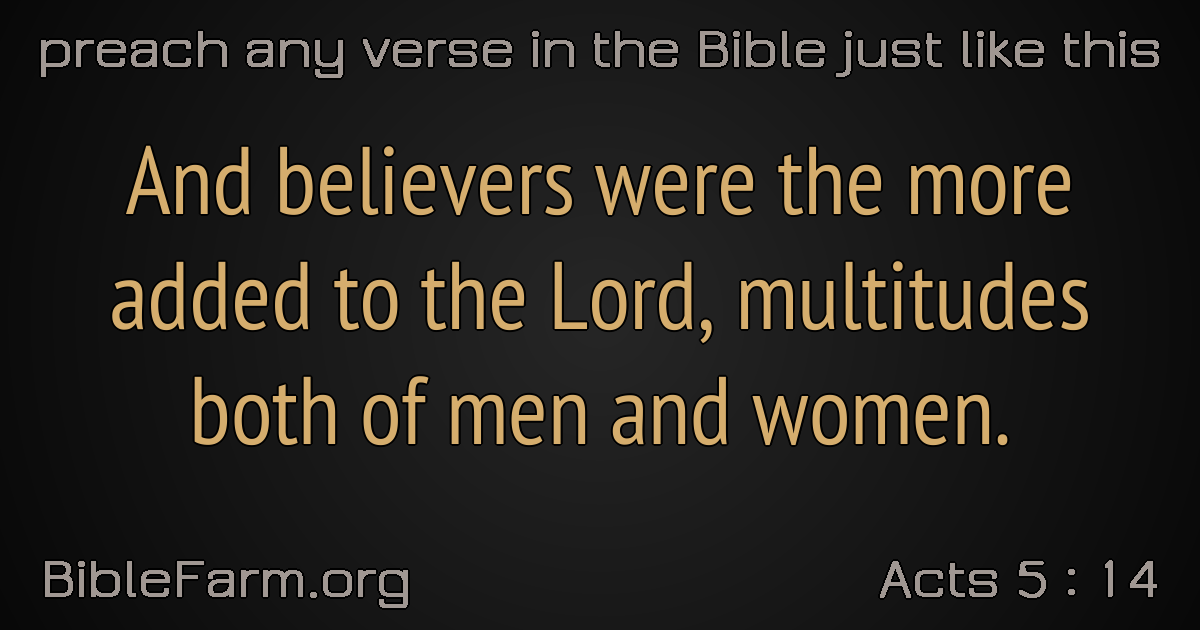 preach any verse in the Bible just like this
And believers were the more
added to the Lord, multitudes
both of men and women.
BibleFarm.org
Acts 5 : 14